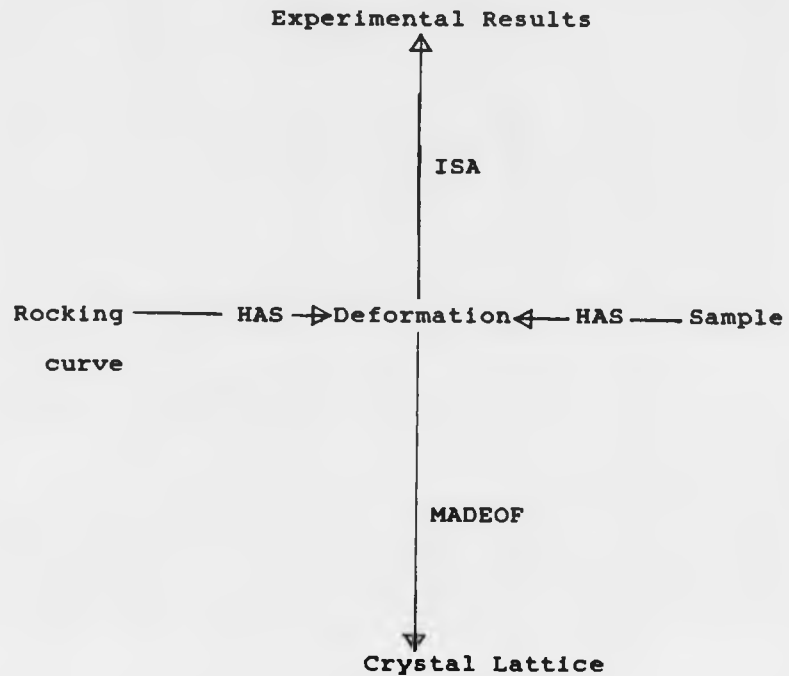 Experimental Results
ISA
Rocking HAS Deformation HAS Sample
curve
MADEOF
Crystal Lattice